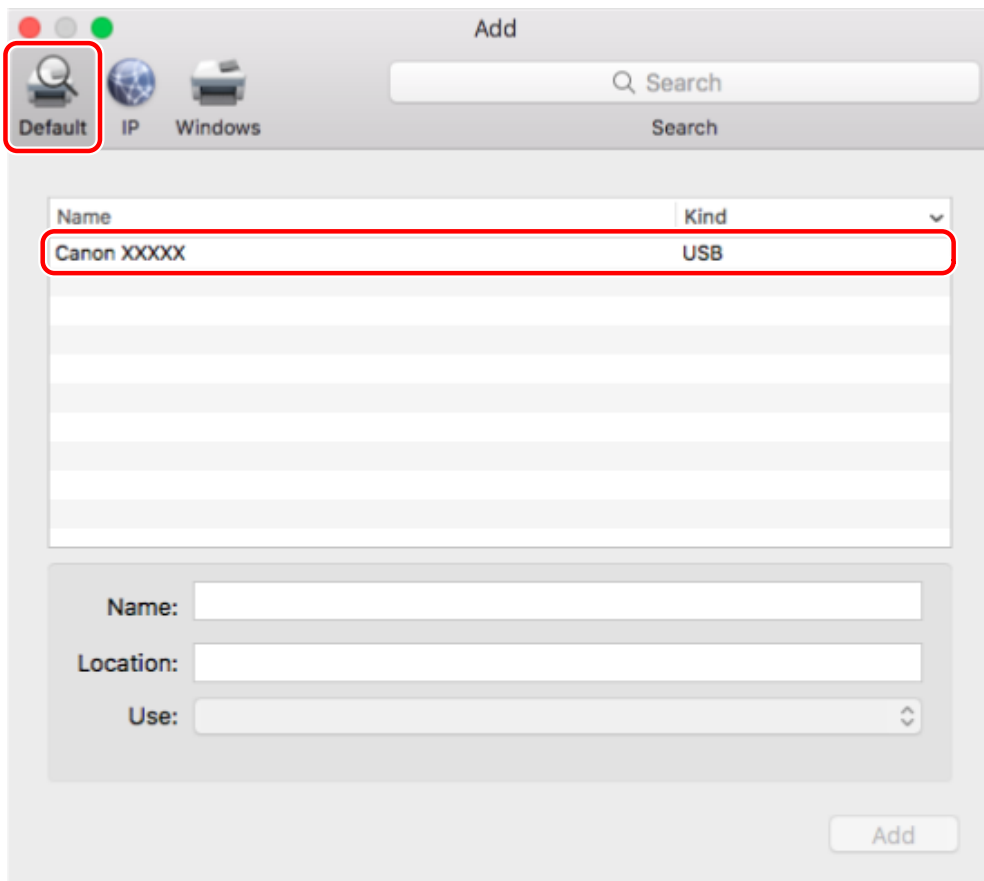 Add
Search
Default IP Windows Search
Name Kind
Canon XXXXX USB
Name:
Location:
Use:
Add